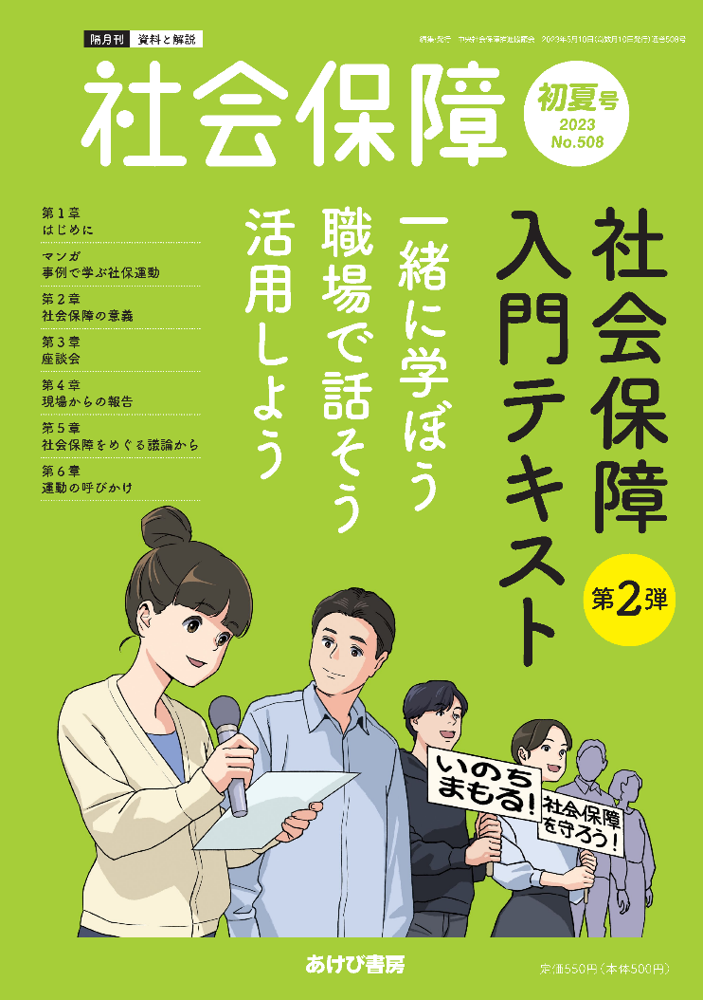 隔月刊 資料と解説
編集・発行 中央社会保障推進協議会 2023年5月10日(奇数月10日発行)通巻508号
社会保障
初夏号
2023
No.508
社会保障
入門テキスト
第2弾
一緒に学ぼう
職場で話そう
活用しよう
第1章
はじめに
マンガ
事例で学ぶ社保運動
第2章
社会保障の意義
第3章
座談会
第4章
現場からの報告
第5章
社会保障をめぐる議論から
第6章
運動の呼びかけ
いのち
まもる!
社会保障
を守ろう!
あけび書房
定価550円(本体500円)